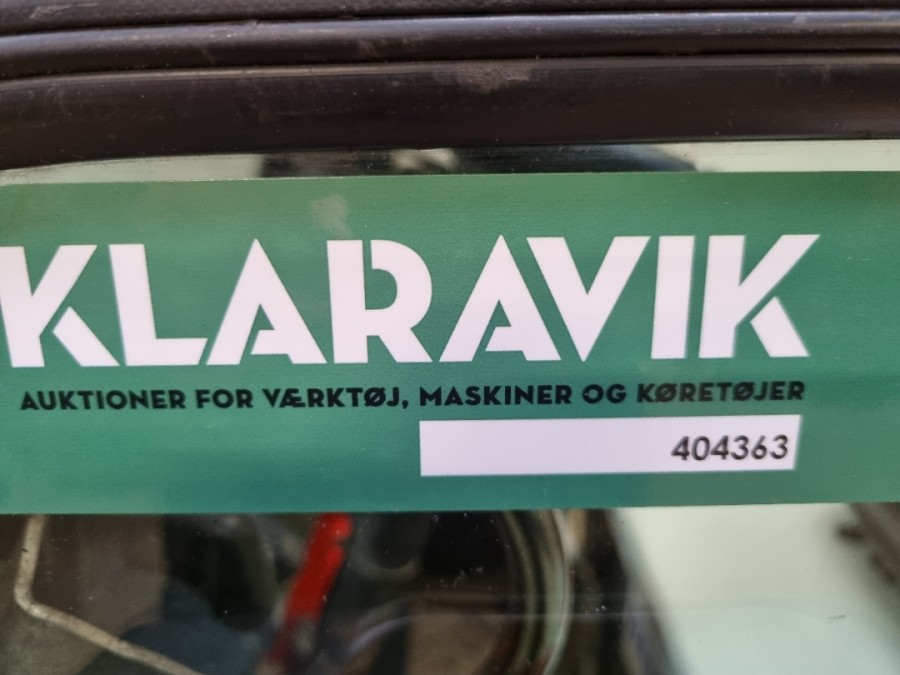 KLARAVIK
AUKTIONER FOR VÆRKTØJ, MASKINER OG KØRETØJER
404363